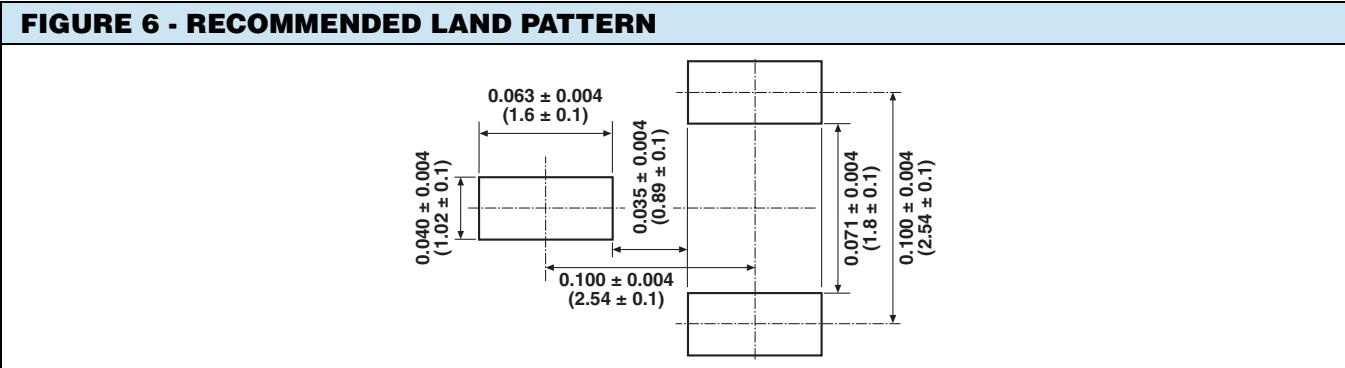 FIGURE 6 - RECOMMENDED LAND PATTERN
0.063 ± 0.004
(1.6 ± 0.1)
0.040 ± 0.004
(1.02 ± 0.1)
0.035 ± 0.004
(0.89 ± 0.1)
0.100 ± 0.004
(2.54 ± 0.1)
0.071 ± 0.004
(1.8 ± 0.1)
0.100 ± 0.004
(2.54 ± 0.1)